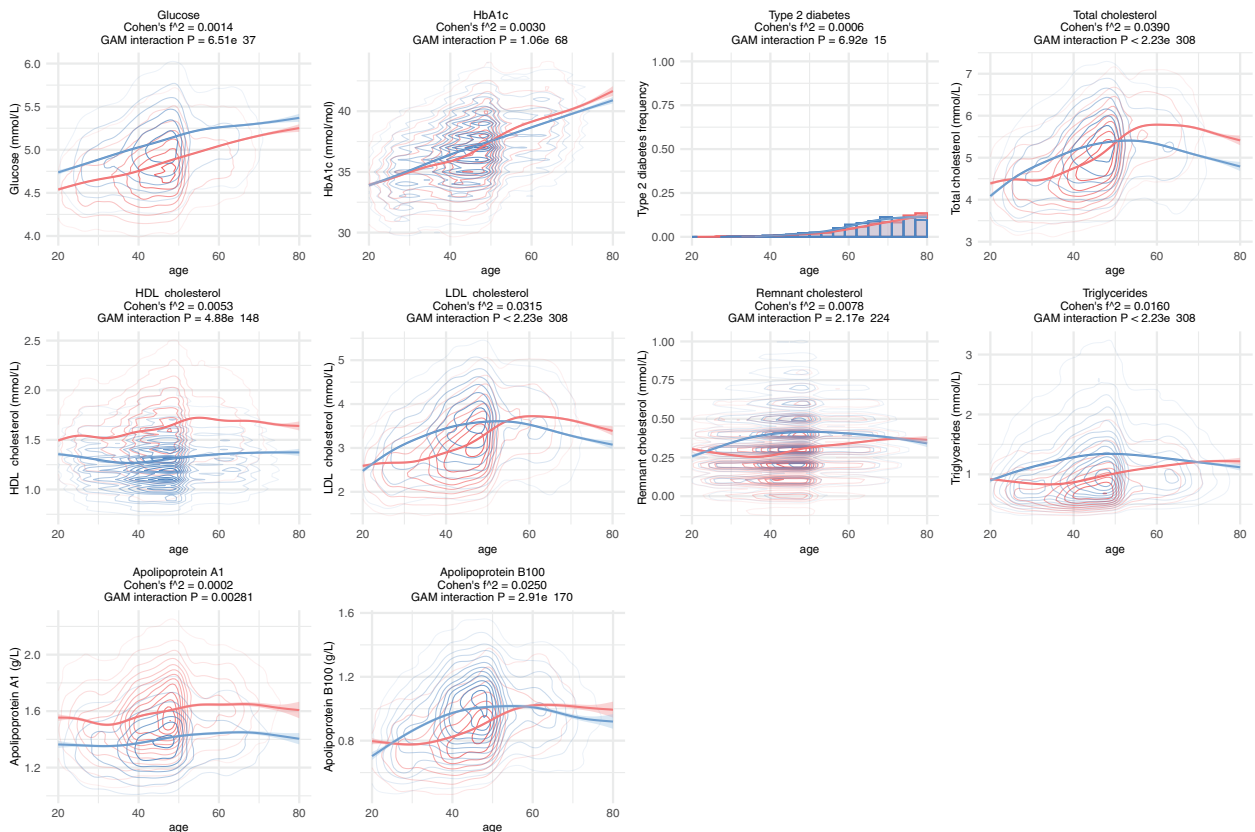 Glucose
Cohen's f^2 = 0.0014
GAM interaction P = 6.51e 37
6.0
5.5
5.0
4.5
4.0
Glucose (mmol/L)
20 40 60 80
age
HbA1c
Cohen's f^2 = 0.0030
GAM interaction P = 1.06e 68
40
35
30
HbA1c (mmol/mol)
20 40 60 80
age
Type 2 diabetes
Cohen's f^2 = 0.0006
GAM interaction P = 6.92e 15
1.00
0.75
0.50
0.25
0.00
Type 2 diabetes frequency
20 40 60 80
age
Total cholesterol
Cohen's f^2 = 0.0390
GAM interaction P < 2.23e 308
7
6
5
4
3
Total cholesterol (mmol/L)
20 40 60 80
age
HDL cholesterol
Cohen's f^2 = 0.0053
GAM interaction P = 4.88e 148
2.5
2.0
1.5
1.0
HDL cholesterol (mmol/L)
20 40 60 80
age
LDL cholesterol
Cohen's f^2 = 0.0315
GAM interaction P < 2.23e 308
5
4
3
2
LDL cholesterol (mmol/L)
20 40 60 80
age
Remnant cholesterol
Cohen's f^2 = 0.0078
GAM interaction P = 2.17e 224
1.00
0.75
0.50
0.25
0.00
Remnant cholesterol (mmol/L)
20 40 60 80
age
Triglycerides
Cohen's f^2 = 0.0160
GAM interaction P < 2.23e 308
3
2
1
Triglycerides (mmol/L)
20 40 60 80
age
Apolipoprotein A1
Cohen's f^2 = 0.0002
GAM interaction P = 0.00281
2.0
1.6
1.2
Apolipoprotein A1 (g/L)
20 40 60 80
age
Apolipoprotein B100
Cohen's f^2 = 0.0250
GAM interaction P = 2.91e 170
1.6
1.2
0.8
Apolipoprotein B100 (g/L)
20 40 60 80
age